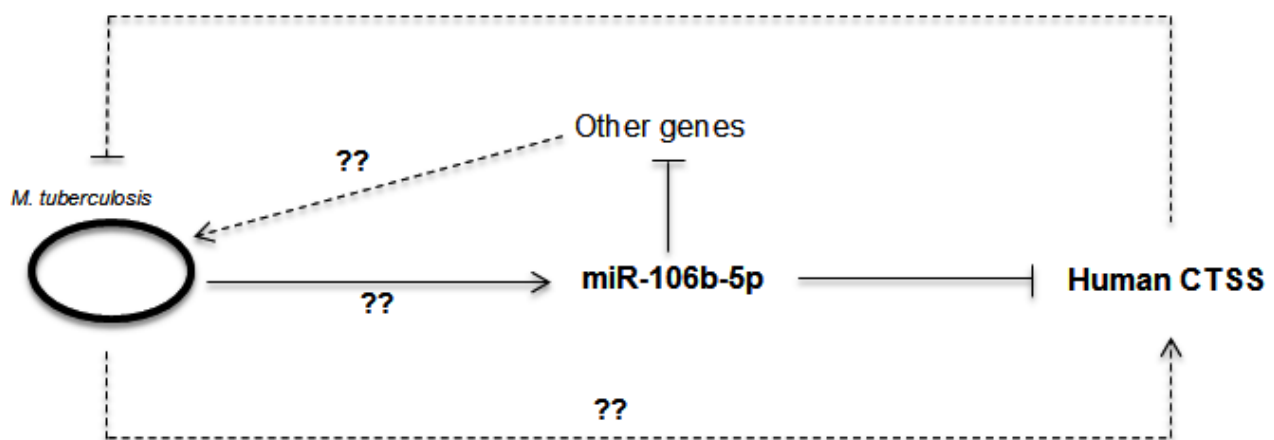 Other genes
??
M. tuberculosis
miR-106b-5p
Human CTSS
??
??